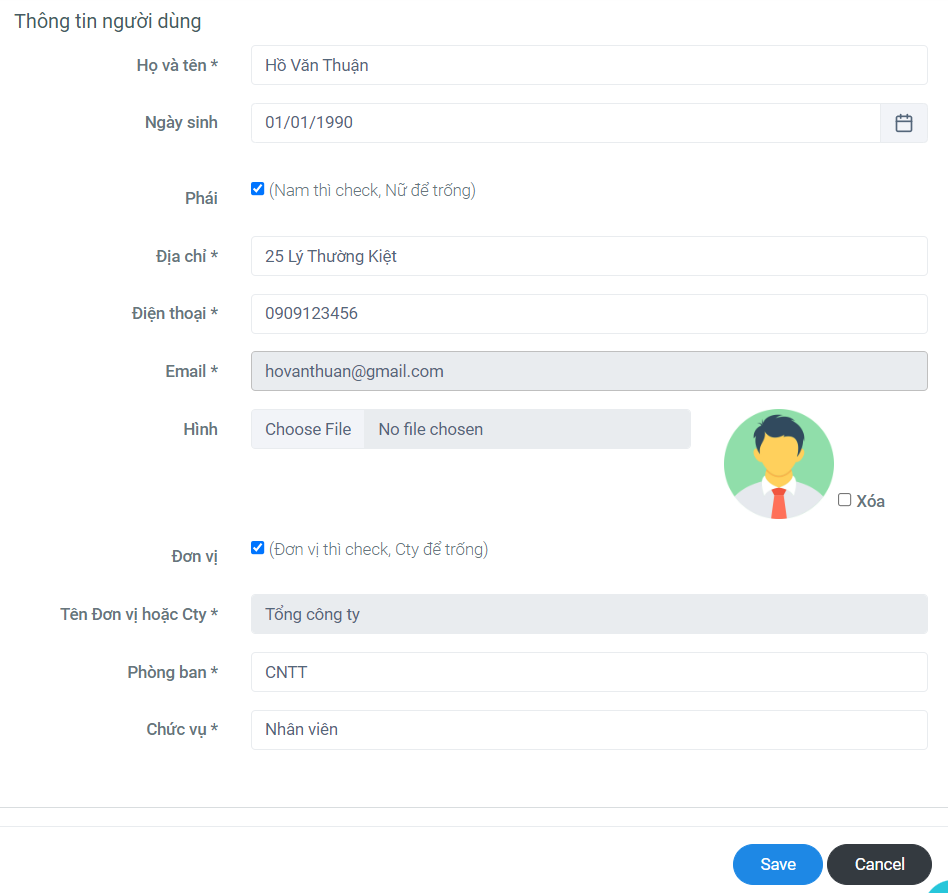 Thông tin người dùng
Họ và tên * Hồ Văn Thuận
Ngày sinh 01/01/1990
Phái (Nam thì check, Nữ để trống)
Địa chỉ * 25 Lý Thường Kiệt
Điện thoại * 0909123456
Email * hovanthuan@gmail.com
Hình Choose File No file chosen
Xóa
Đơn vị (Đơn vị thì check, Cty để trống)
Tên Đơn vị hoặc Cty * Tổng công ty
Phòng ban * CNTT
Chức vụ * Nhân viên
Save Cancel